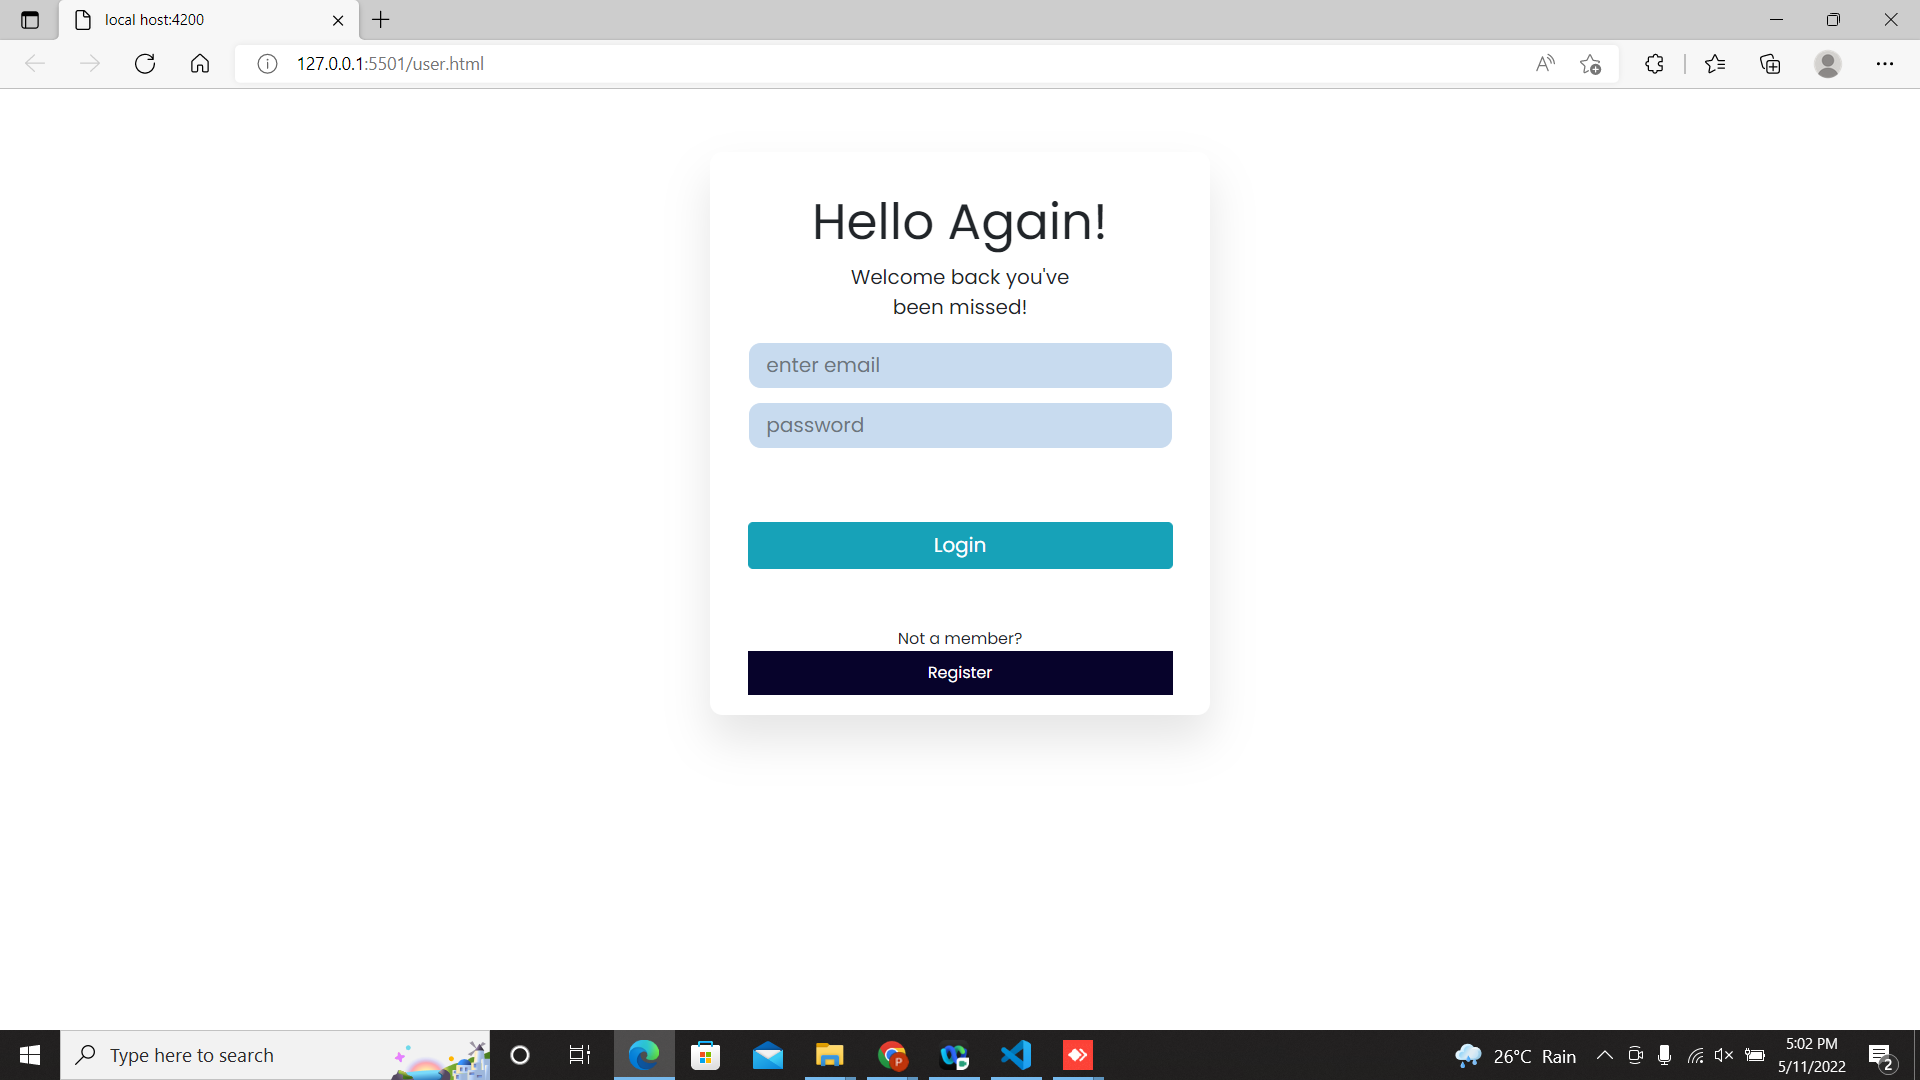 local host:4200
127.0.0.1:5501/user.html
Hello Again!
Welcome back you've
been missed!
enter email
password
Login
Not a member?
Register
Type here to search
P
26°C Rain
5:02 PM
5/11/2022
2